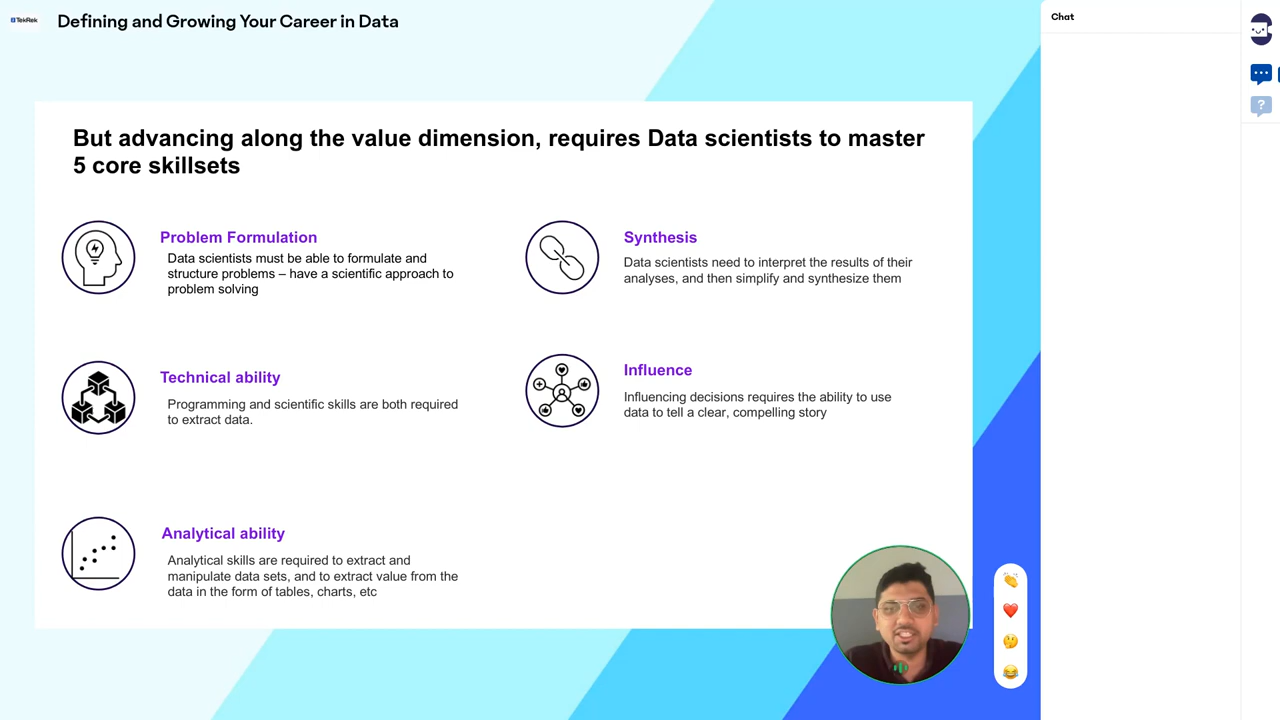 TekRek
Defining and Growing Your Career in Data
Chat
But advancing along the value dimension, requires Data scientists to master
5 core skillsets
Problem Formulation
Data scientists must be able to formulate and
structure problems – have a scientific approach to
problem solving
Technical ability
Programming and scientific skills are both required
to extract data.
Analytical ability
Analytical skills are required to extract and
manipulate data sets, and to extract value from the
data in the form of tables, charts, etc
Synthesis
Data scientists need to interpret the results of their
analyses, and then simplify and synthesize them
Influence
Influencing decisions requires the ability to use
data to tell a clear, compelling story
?